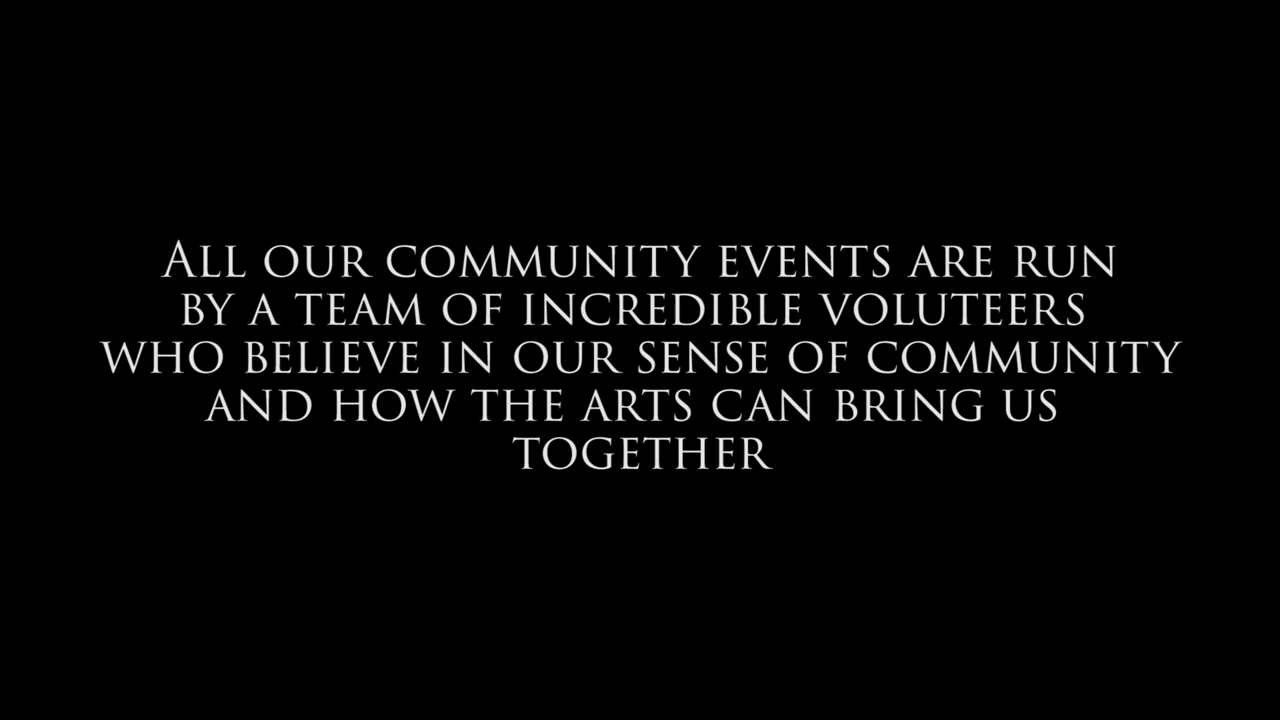 All our community events are run
by a team of incredible voluteers
who believe in our sense of community
and how the arts can bring us
together